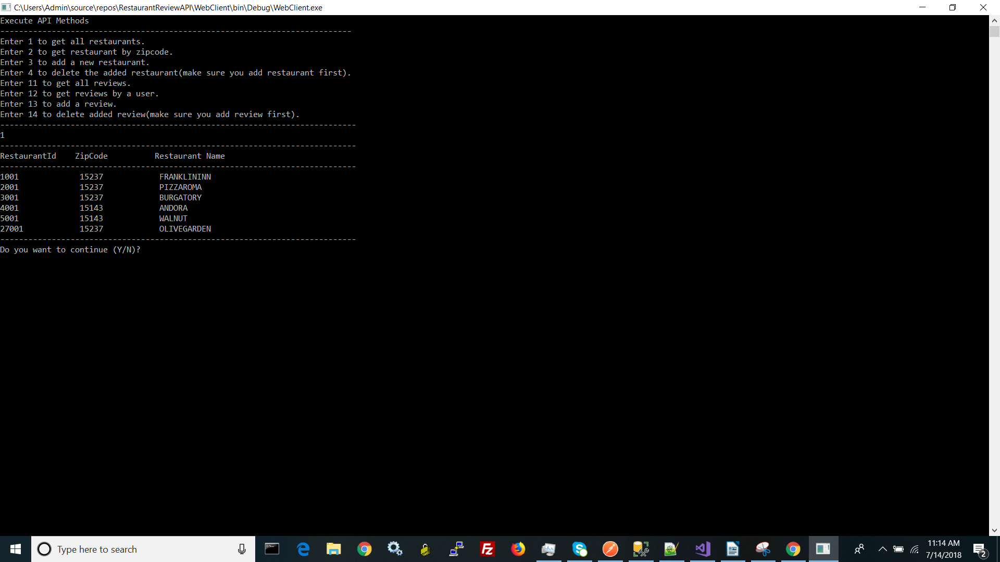 C:\Users\Admin\source\repos\RestaurantReviewAPI\WebClient\bin\Debug\WebClient.exe
Execute API Methods
---------------------------------------------------------------------------
Enter 1 to get all restaurants.
Enter 2 to get restaurant by zipcode.
Enter 3 to add a new restaurant.
Enter 4 to delete the added restaurant(make sure you add restaurant first).
Enter 11 to get all reviews.
Enter 12 to get reviews by a user.
Enter 13 to add a review.
Enter 14 to delete added review(make sure you add review first).
----------------------------------------------------------------------------
1
----------------------------------------------------------------------------
RestaurantId    ZipCode          Restaurant Name
----------------------------------------------------------------------------
1001             15237            FRANKLININN
2001             15237            PIZZAROMA
3001             15237            BURGATORY
4001             15143            ANDORA
5001             15143            WALNUT
27001            15237            OLIVEGARDEN
----------------------------------------------------------------------------
Do you want to continue (Y/N)?
Type here to search
Fz
11:14 AM
7/14/2018
2